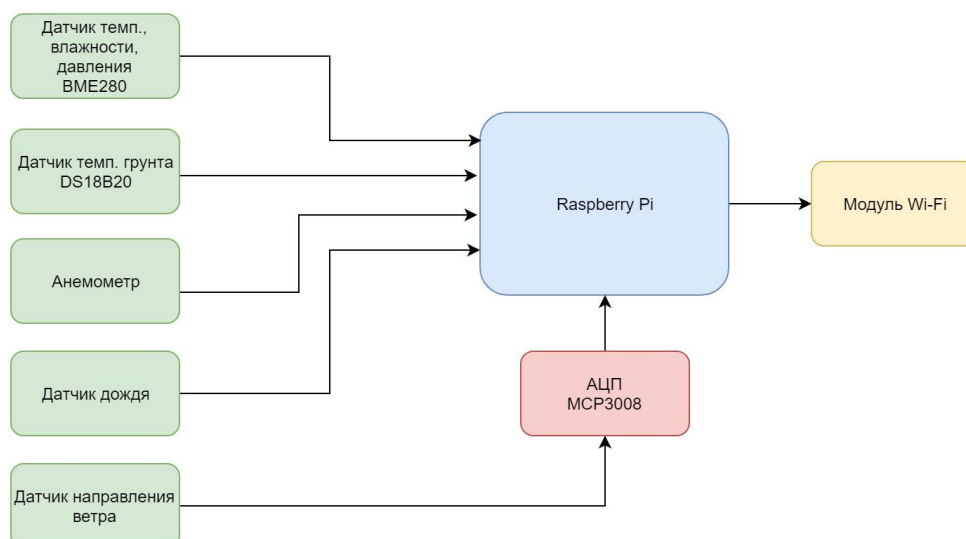 Датчик темп.,
влажности,
давления
BME280
Датчик темп. грунта
DS18B20
Анемометр
Датчик дождя
Датчик направления
ветра
Raspberry Pi
АЦП
MCP3008
Модуль Wi-Fi